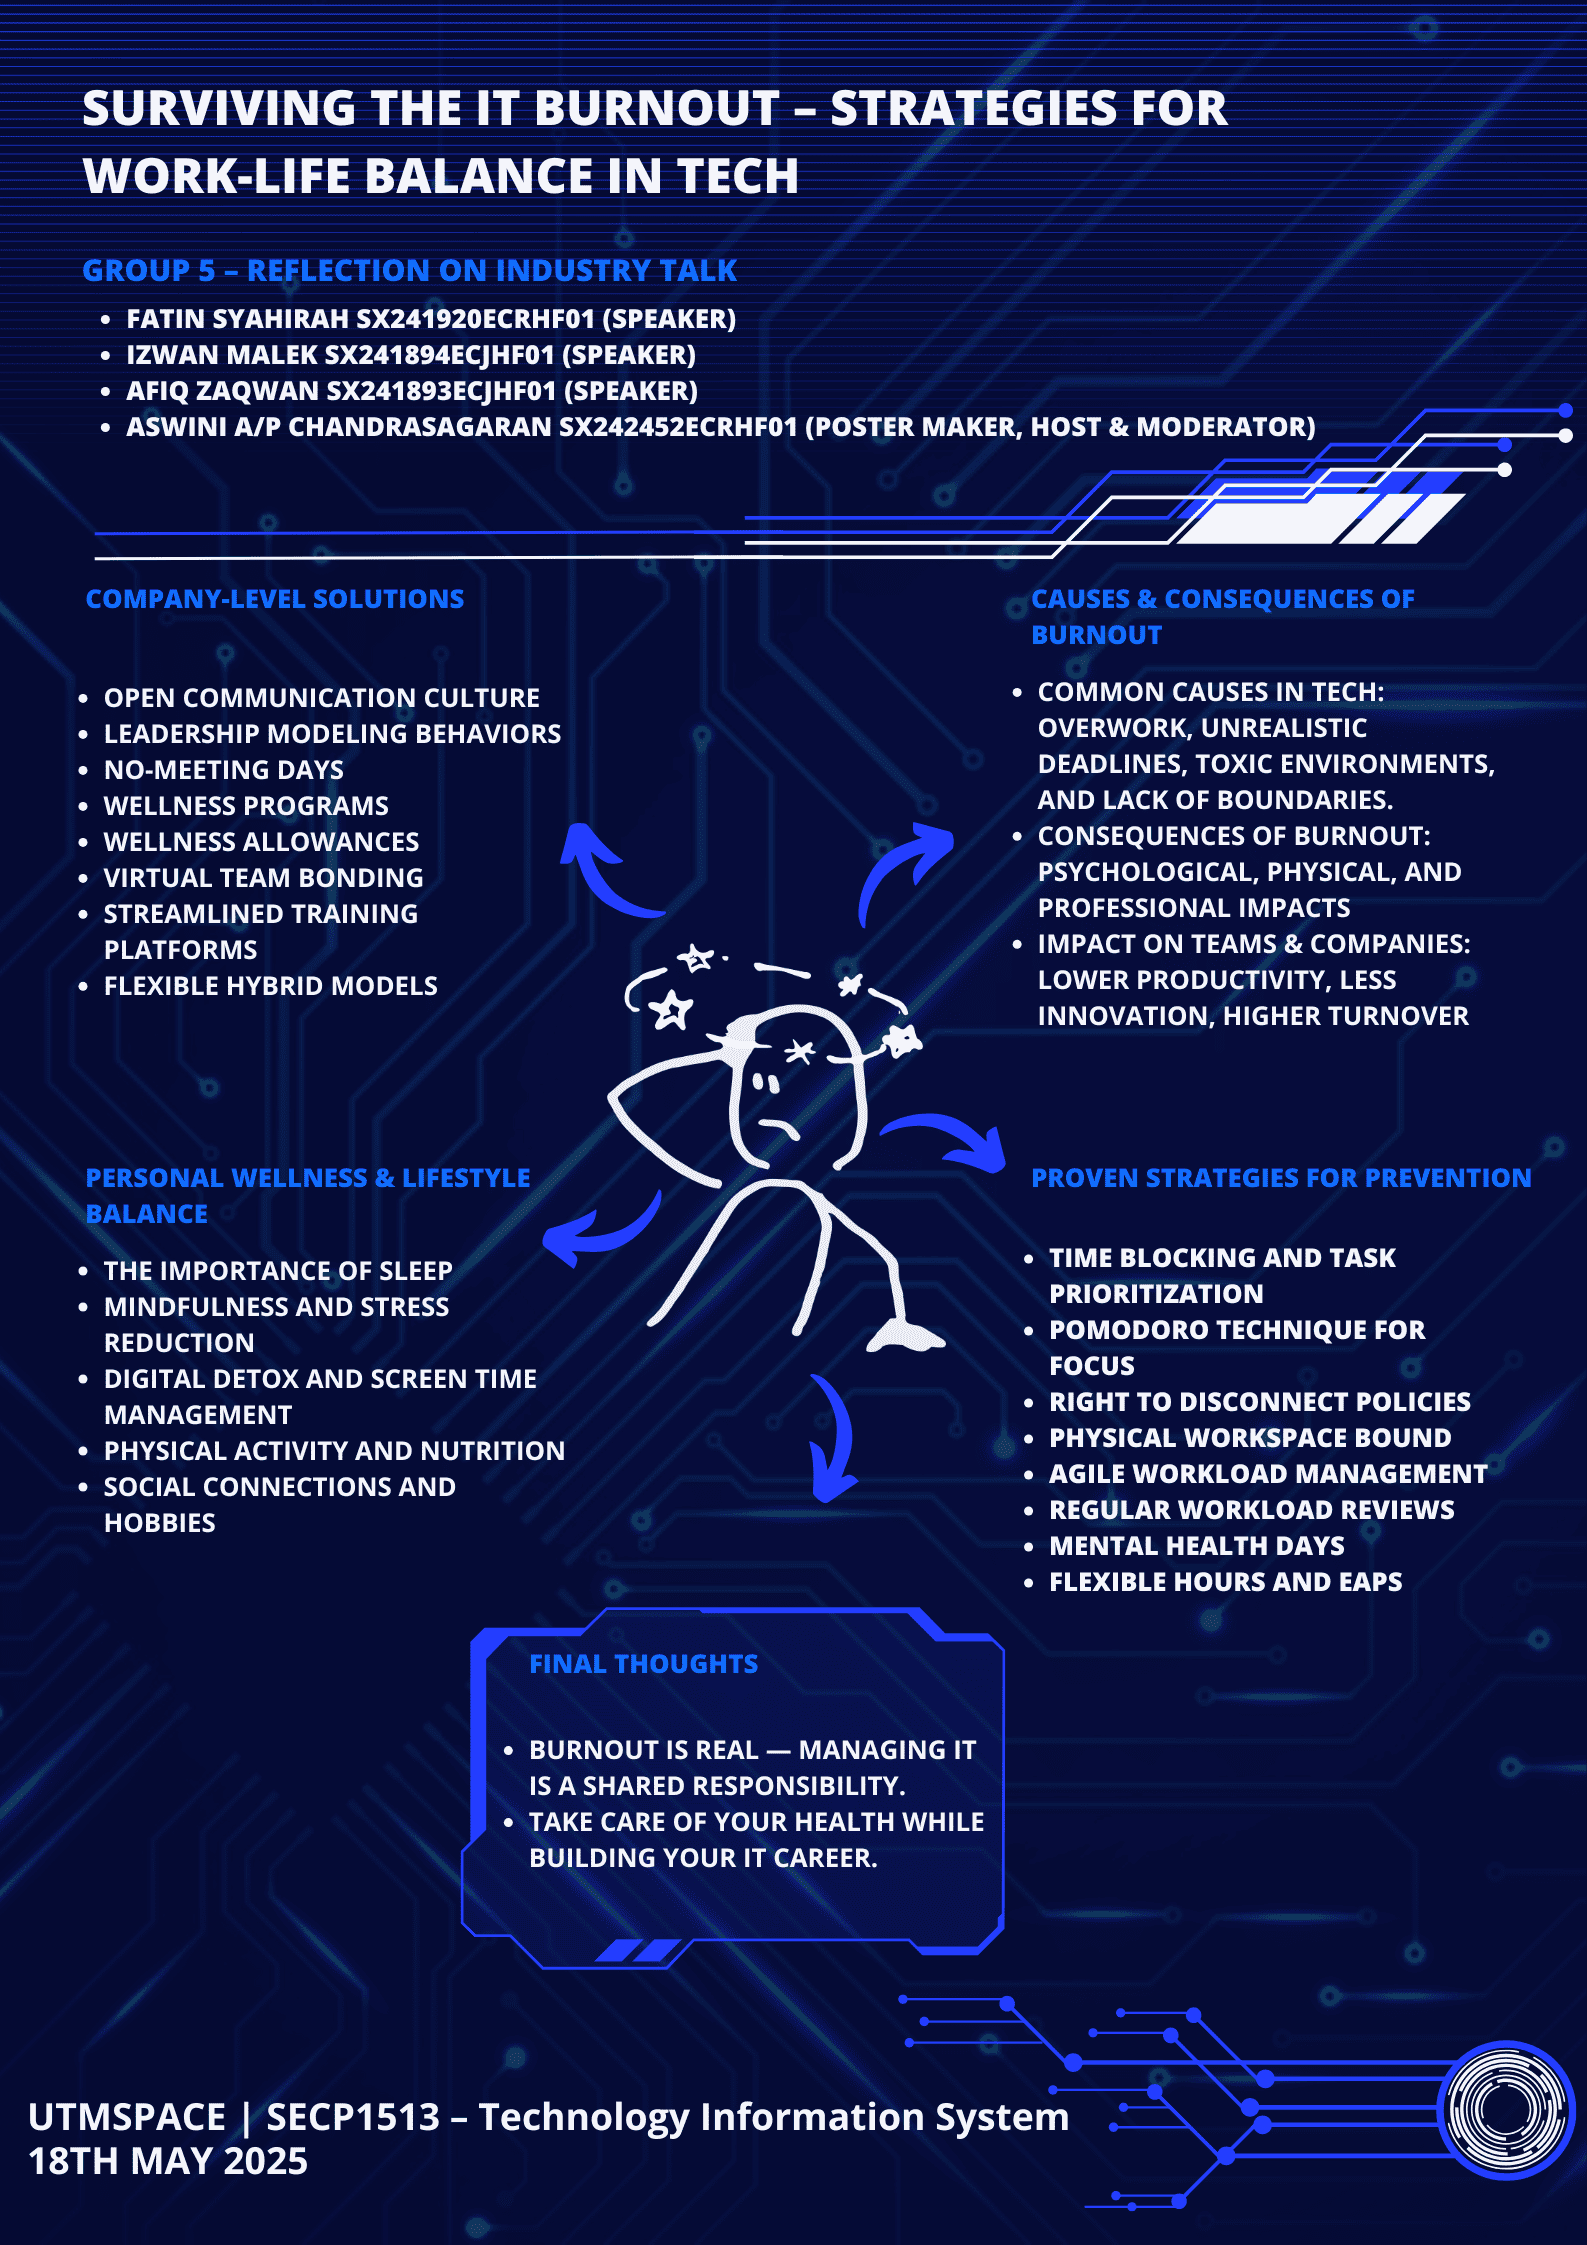 SURVIVING THE IT BURNOUT – STRATEGIES FOR
WORK-LIFE BALANCE IN TECH
GROUP 5 – REFLECTION ON INDUSTRY TALK
• FATIN SYAHIRAH SX241920ECRHF01 (SPEAKER)
• IZWAN MALEK SX241894ECJHF01 (SPEAKER)
• AFIQ ZAQWAN SX241893ECJHF01 (SPEAKER)
• ASWINI A/P CHANDRASAGARAN SX242452ECRHF01 (POSTER MAKER, HOST & MODERATOR)
COMPANY-LEVEL SOLUTIONS
• OPEN COMMUNICATION CULTURE
• LEADERSHIP MODELING BEHAVIORS
• NO-MEETING DAYS
• WELLNESS PROGRAMS
• WELLNESS ALLOWANCES
• VIRTUAL TEAM BONDING
• STREAMLINED TRAINING
PLATFORMS
• FLEXIBLE HYBRID MODELS
CAUSES & CONSEQUENCES OF
BURNOUT
• COMMON CAUSES IN TECH:
OVERWORK, UNREALISTIC
DEADLINES, TOXIC ENVIRONMENTS,
AND LACK OF BOUNDARIES.
• CONSEQUENCES OF BURNOUT:
PSYCHOLOGICAL, PHYSICAL, AND
PROFESSIONAL IMPACTS
• IMPACT ON TEAMS & COMPANIES:
LOWER PRODUCTIVITY, LESS
INNOVATION, HIGHER TURNOVER
PERSONAL WELLNESS & LIFESTYLE
BALANCE
• THE IMPORTANCE OF SLEEP
• MINDFULNESS AND STRESS
REDUCTION
• DIGITAL DETOX AND SCREEN TIME
MANAGEMENT
• PHYSICAL ACTIVITY AND NUTRITION
• SOCIAL CONNECTIONS AND
HOBBIES
PROVEN STRATEGIES FOR PREVENTION
• TIME BLOCKING AND TASK
PRIORITIZATION
• POMODORO TECHNIQUE FOR
FOCUS
• RIGHT TO DISCONNECT POLICIES
• PHYSICAL WORKSPACE BOUND
• AGILE WORKLOAD MANAGEMENT
• REGULAR WORKLOAD REVIEWS
• MENTAL HEALTH DAYS
• FLEXIBLE HOURS AND EAPS
FINAL THOUGHTS
• BURNOUT IS REAL — MANAGING IT
IS A SHARED RESPONSIBILITY.
• TAKE CARE OF YOUR HEALTH WHILE
BUILDING YOUR IT CAREER.
UTMSPACE | SECP1513 – Technology Information System
18TH MAY 2025